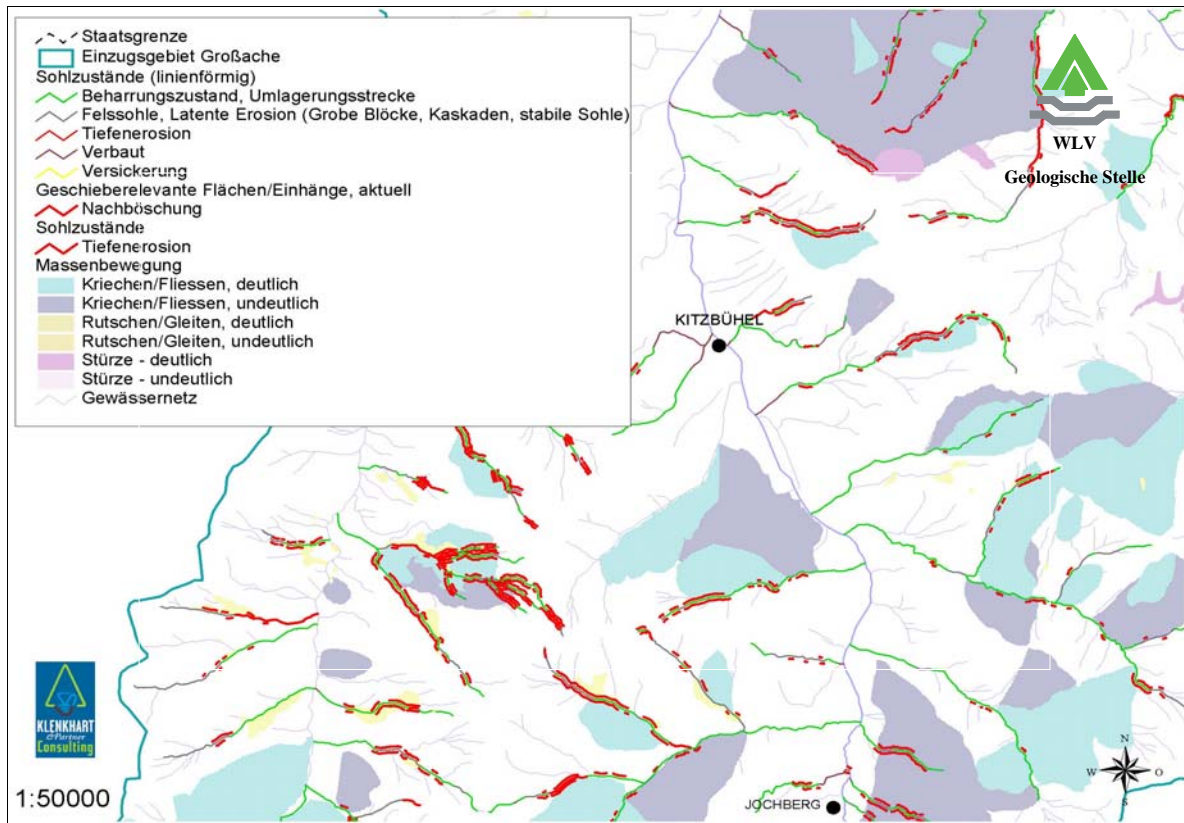 Staatsgrenze
Einzugsgebiet Großache
Sohlzustände (linienförmig)
Beharrungszustand, Umlagerungsstrecke
Felssohle, Latente Erosion (Grobe Blöcke, Kaskaden, stabile Sohle)
Tiefenerosion
Verbaut
Versickerung
Geschieberelevante Flächen/Einhänge, aktuell
Nachböschung
Sohlzustände
Tiefenerosion
Massenbewegung
Kriechen/Fliessen, deutlich
Kriechen/Fliessen, undeutlich
Rutschen/Gleiten, deutlich
Rutschen/Gleiten, undeutlich
Stürze - deutlich
Stürze - undeutlich
Gewässernetz
WLV
Geologische Stelle
KITZBÜHEL
KLENKHART
&Partner
Consulting
1:50000
JOCHBERG
N
W
O
S